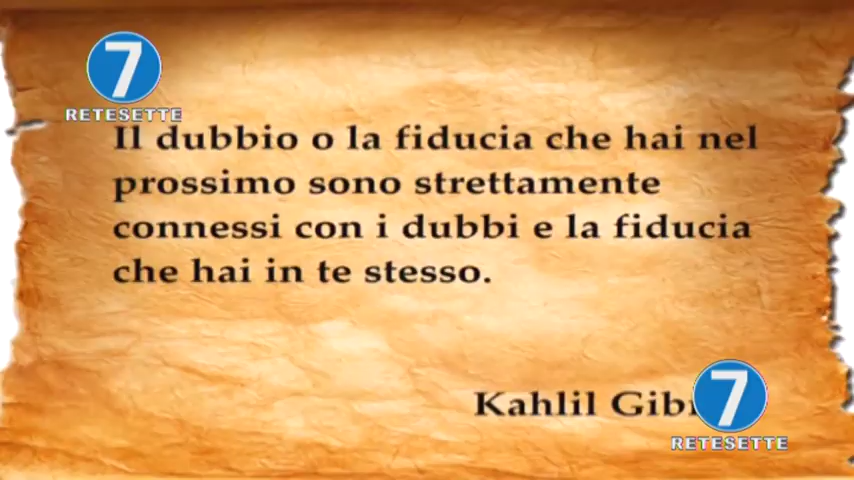 7
RETESETTE
Il dubbio o la fiducia che hai nel
prossimo sono strettamente
connessi con i dubbi e la fiducia
che hai in te stesso.
Kahlil
7
RETESETTE